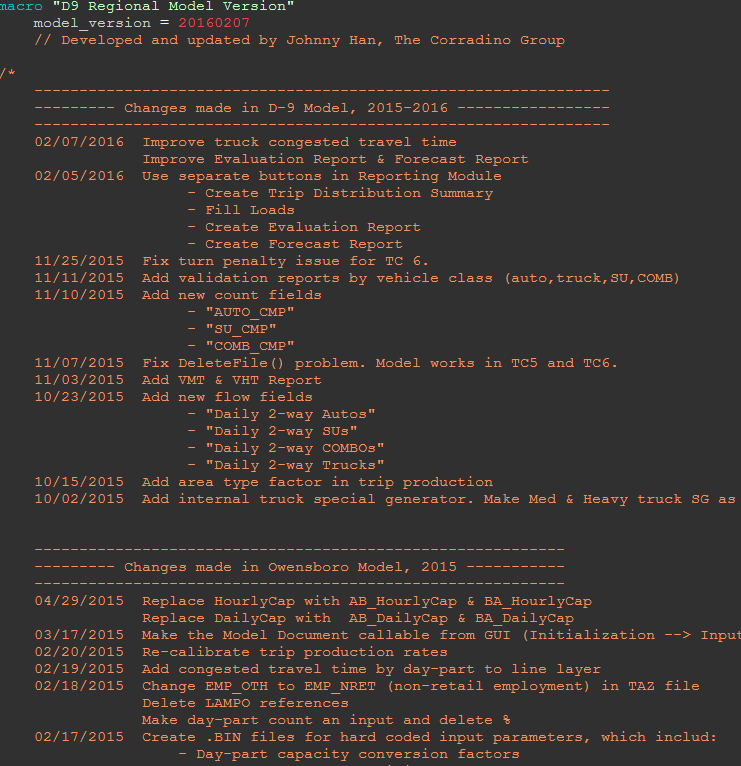 macro "D9 Regional Model Version"
model_version = 20160207
// Developed and updated by Johnny Han, The Corradino Group
/*
----------------------------------------------------------------
--------- Changes made in D-9 Model, 2015-2016 -----------------
----------------------------------------------------------------
02/07/2016 Improve truck congested travel time
Improve Evaluation Report & Forecast Report
02/05/2016 Use separate buttons in Reporting Module
- Create Trip Distribution Summary
- Fill Loads
- Create Evaluation Report
- Create Forecast Report
11/25/2015 Fix turn penalty issue for TC 6.
11/11/2015 Add validation reports by vehicle class (auto,truck,SU,COMB)
11/10/2015 Add new count fields
- "AUTO_CMP"
- "SU_CMP"
- "COMB_CMP"
11/07/2015 Fix DeleteFile() problem. Model works in TC5 and TC6.
11/03/2015 Add VMT & VHT Report
10/23/2015 Add new flow fields
- "Daily 2-way Autos"
- "Daily 2-way SUs"
- "Daily 2-way COMBOs"
- "Daily 2-way Trucks"
10/15/2015 Add area type factor in trip production
10/02/2015 Add internal truck special generator. Make Med & Heavy truck SG as
-----------------------------------------------------------
--------- Changes made in Owensboro Model, 2015 -----------
-----------------------------------------------------------
04/29/2015 Replace HourlyCap with AB_HourlyCap & BA_HourlyCap
Replace DailyCap with AB_DailyCap & BA_DailyCap
03/17/2015 Make the Model Document callable from GUI (Initialization --> Input
02/20/2015 Re-calibrate trip production rates
02/19/2015 Add congested travel time by day-part to line layer
02/18/2015 Change EMP_OTH to EMP_NRET (non-retail employment) in TAZ file
Delete LAMPO references
Make day-part count an input and delete %
02/17/2015 Create .BIN files for hard coded input parameters, which includ:
- Day-part capacity conversion factors